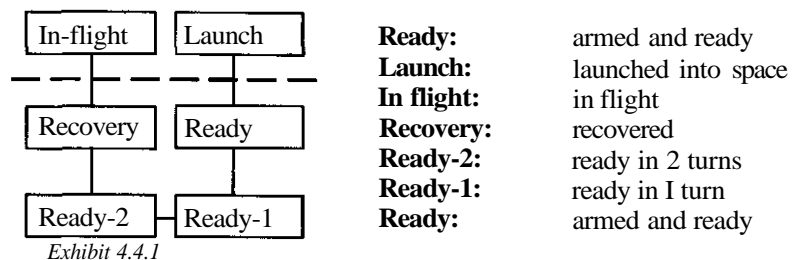 In-flight Launch
Recovery Ready
Ready-2 Ready-1
Exhibit 4.4.1
Ready: armed and ready
Launch: launched into space
In flight: in flight
Recovery: recovered
Ready-2: ready in 2 turns
Ready-1: ready in I turn
Ready: armed and ready